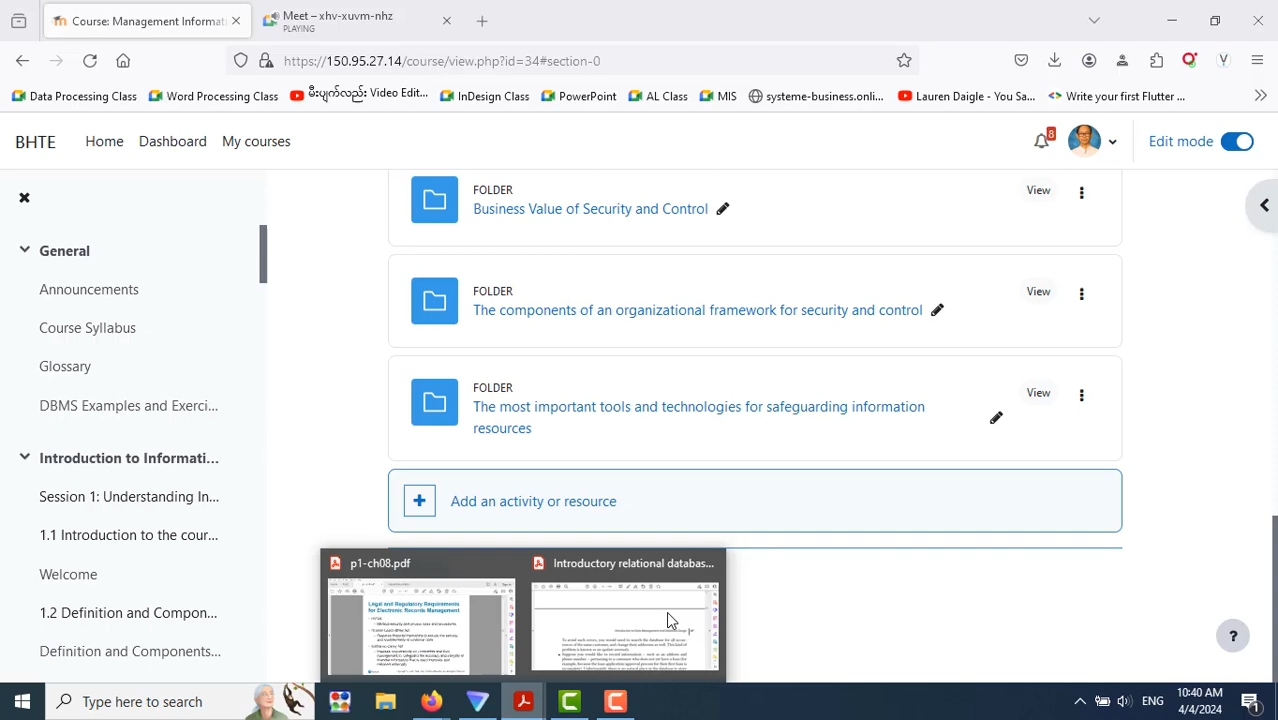 Course: Management Informati
Meet – xhv-xuvm-nhz
PLAYING
https://150.95.27.14/course/view.php?id=34#section-0
Data Processing Class
Word Processing Class
မီးပျက်လည်း Video Edit...
InDesign Class
PowerPoint
AL Class
MIS
systeme-business.onli...
Lauren Daigle - You Sa...
Write your first Flutter ...
BHTE
Home
Dashboard
My courses
8
Edit mode
General
Announcements
Course Syllabus
Glossary
DBMS Examples and Exerci...
Introduction to Informati...
Session 1: Understanding In...
1.1 Introduction to the cour...
Welcome
1.2 Definition and Componen...
Definition and Components...
FOLDER
Business Value of Security and Control
View
FOLDER
The components of an organizational framework for security and control
View
FOLDER
The most important tools and technologies for safeguarding information
resources
View
Add an activity or resource
p1-ch08.pdf
Legal and Regulatory Requirements
for Electronic Records Management
Introductory relational databas...
?
Type here to search
ENG
10:40 AM
4/4/2024
1